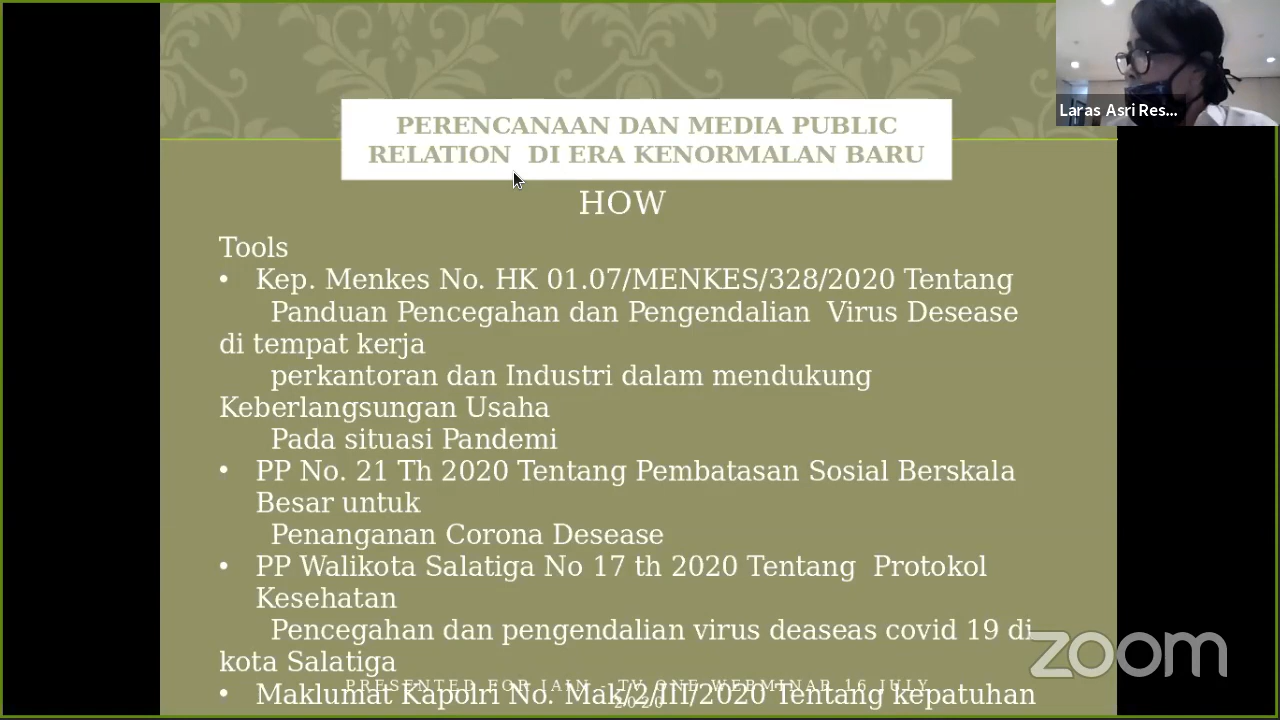 Laras Asri Res...
PERENCANAAN DAN MEDIA PUBLIC
RELATION DI ERA KENORMALAN BARU
HOW
Tools
• Kep. Menkes No. HK 01.07/MENKES/328/2020 Tentang
Panduan Pencegahan dan Pengendalian Virus Desease
di tempat kerja
perkantoran dan Industri dalam mendukung
Keberlangsungan Usaha
Pada situasi Pandemi
• PP No. 21 Th 2020 Tentang Pembatasan Sosial Berskala
Besar untuk
Penanganan Corona Desease
• PP Walikota Salatiga No 17 th 2020 Tentang Protokol
Kesehatan
Pencegahan dan pengendalian virus deaseas covid 19 di
kota Salatiga
PRESENTED FOR IAIN - TV ONE WEBMINAR 16 JULY
2020
• Maklumat Kapolri No. Mak/2/III/2020 Tentang kepatuhan
zoom